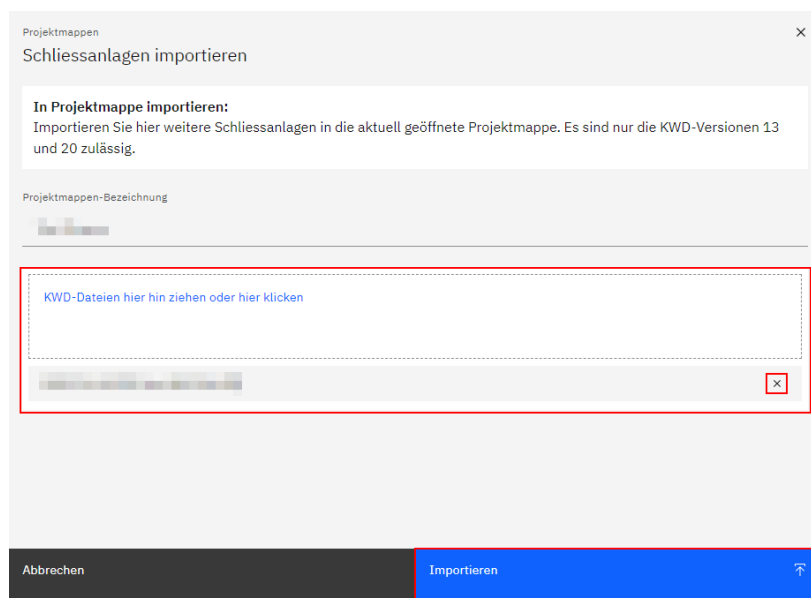 Projektmappen
Schliessanlagen importieren
In Projektmappe importieren:
Importieren Sie hier weitere Schliessanlagen in die aktuell geöffnete Projektmappe. Es sind nur die KWD-Versionen 13
und 20 zulässig.
Projektmappen-Bezeichnung
KWD-Dateien hier hin ziehen oder hier klicken
Abbrechen
Importieren